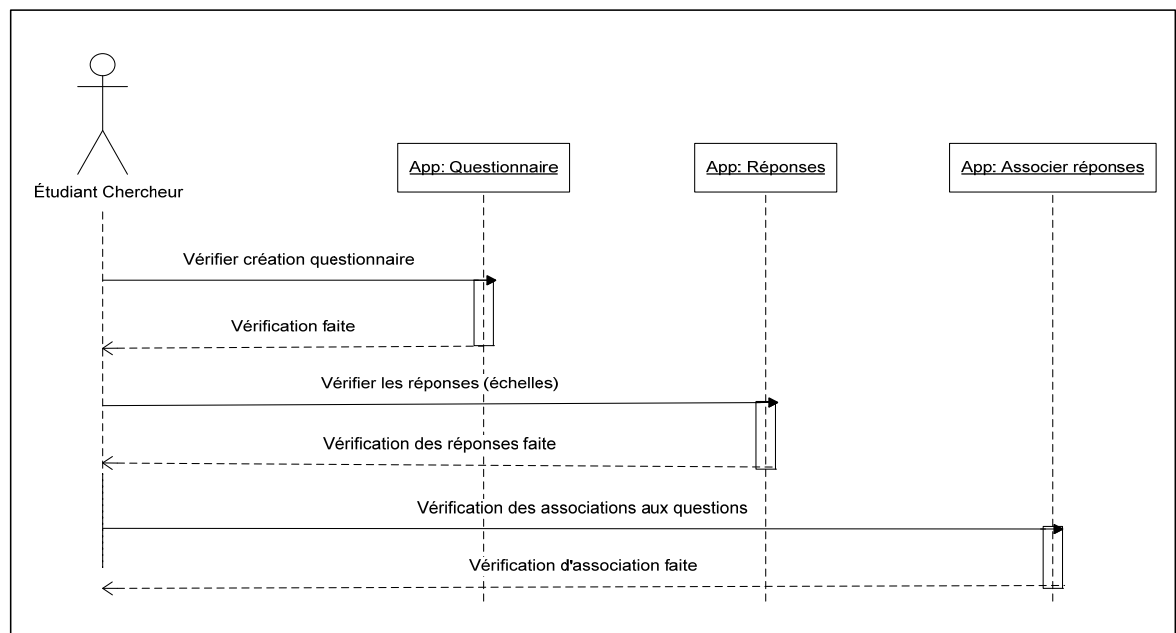 App: Questionnaire
App: Réponses
App: Associer réponses
Étudiant Chercheur
Vérifier création questionnaire
Vérification faite
Vérifier les réponses (échelles)
Vérification des réponses faite
Vérification des associations aux questions
Vérification d'association faite